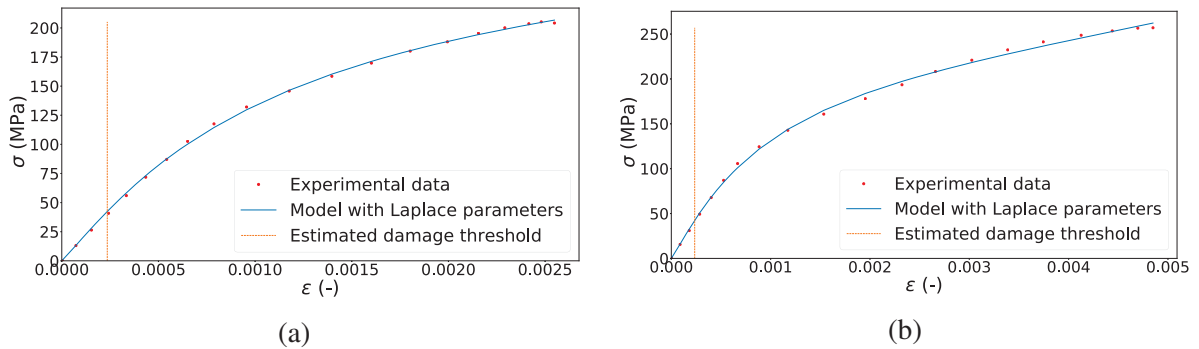 200
175
150
125
100
75
50
25
0
σ (MPa)
Experimental data
Model with Laplace parameters
Estimated damage threshold
0.0000 0.0005 0.0010 0.0015 0.0020 0.0025
ε (-)
(a)
250
200
150
100
50
0
σ (MPa)
Experimental data
Model with Laplace parameters
Estimated damage threshold
0.000 0.001 0.002 0.003 0.004 0.005
ε (-)
(b)